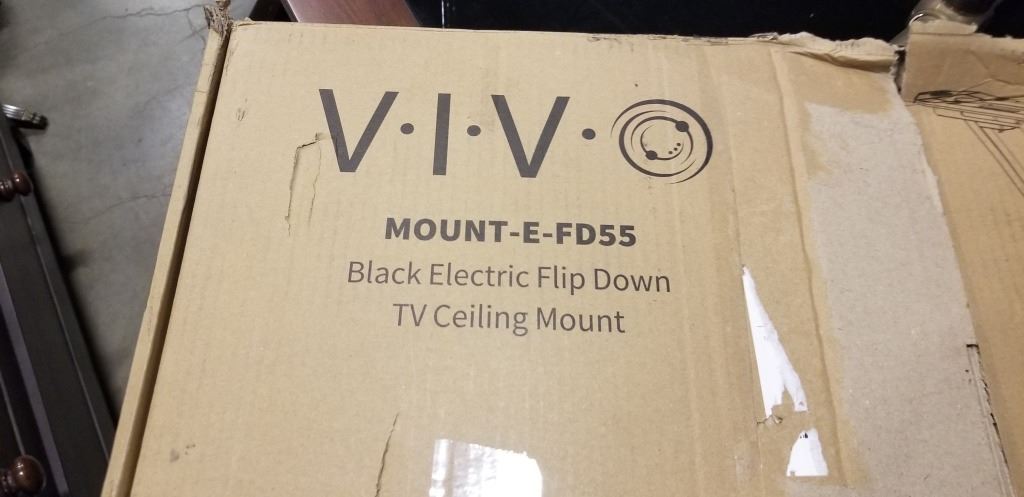 V·I·V·O
MOUNT-E-FD55
Black Electric Flip Down
TV Ceiling Mount